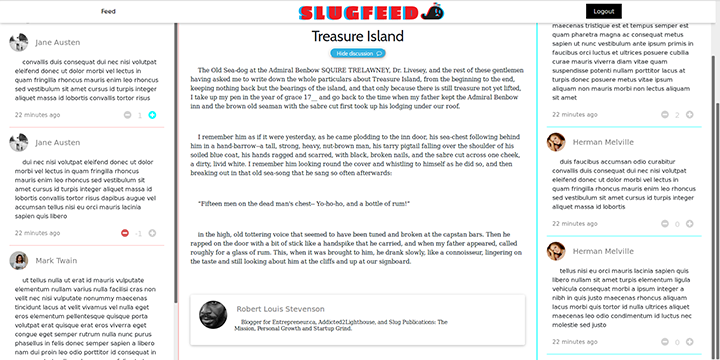 Feed
SLUGFEED
Logout
Jane Austen
convallis duis consequat dui nec nisi volutpat
eleifend donec ut dolor morbi vel lectus in
quam fringilla rhoncus mauris enim leo rhoncus
sed vestibulum sit amet cursus id turpis integer
aliquet massa id lobortis convallis tortor risus
22 minutes ago
1
Jane Austen
dui nec nisi volutpat eleifend donec ut dolor
morbi vel lectus in quam fringilla rhoncus
mauris enim leo rhoncus sed vestibulum sit
amet cursus id turpis integer aliquet massa id
lobortis convallis tortor risus dapibus augue vel
accumsan tellus nisi eu orci mauris lacinia
sapien quis libero
22 minutes ago
-1
Mark Twain
ut tellus nulla ut erat id mauris vulputate
elementum nullam varius nulla facilisi cras non
velit nec nisi vulputate nonummy maecenas
tincidunt lacus at velit vivamus vel nulla eget
eros elementum pellentesque quisque porta
volutpat erat quisque erat eros viverra eget
congue eget semper rutrum nulla nunc purus
phasellus in felis donec semper sapien a libero
nam dui proin leo odio porttitor id consequat in
Treasure Island
Hide discussion
The Old Sea-dog at the Admiral Benbow SQUIRE TRELAWNEY, Dr. Livesey, and the rest of these gentlemen
having asked me to write down the whole particulars about Treasure Island, from the beginning to the end,
keeping nothing back but the bearings of the island, and that only because there is still treasure not yet lifted,
I take up my pen in the year of grace 17__ and go back to the time when my father kept the Admiral Benbow
inn and the brown old seaman with the sabre cut first took up his lodging under our roof.
I remember him as if it were yesterday, as he came plodding to the inn door, his sea-chest following behind
him in a hand-barrow--a tall, strong, heavy, nut-brown man, his tarry pigtail falling over the shoulder of his
soiled blue coat, his hands ragged and scarred, with black, broken nails, and the sabre cut across one cheek,
a dirty, livid white. I remember him looking round the cover and whistling to himself as he did so, and then
breaking out in that old sea-song that he sang so often afterwards:
"Fifteen men on the dead man's chest-- Yo-ho-ho, and a bottle of rum!"
in the high, old tottering voice that seemed to have been tuned and broken at the capstan bars. Then he
rapped on the door with a bit of stick like a handspike that he carried, and when my father appeared, called
roughly for a glass of rum. This, when it was brought to him, he drank slowly, like a connoisseur, lingering on
the taste and still looking about him at the cliffs and up at our signboard.
Robert Louis Stevenson
Blogger for Entrepreneurca, Addicted2Lighthouse, and Slug Publications: The
Mission, Personal Growth and Startup Grind.
maecenas tristique est et tempus semper est
quam pharetra magna ac consequat metus
sapien ut nunc vestibulum ante ipsum primis in
faucibus orci luctus et ultrices posuere cubilia
curae mauris viverra diam vitae quam
suspendisse potenti nullam porttitor lacus at
turpis donec posuere metus vitae ipsum
aliquam non mauris morbi non lectus aliquam
sit amet
22 minutes ago
2
Herman Melville
duis faucibus accumsan odio curabitur
convallis duis consequat dui nec nisi volutpat
eleifend donec ut dolor morbi vel lectus in
quam fringilla rhoncus mauris enim leo rhoncus
sed vestibulum sit amet cursus id turpis integer
aliquet massa id lobortis
22 minutes ago
0
Herman Melville
tellus nisi eu orci mauris lacinia sapien quis
libero nullam sit amet turpis elementum ligula
vehicula consequat morbi a ipsum integer a
nibh in quis justo maecenas rhoncus aliquam
lacus morbi quis tortor id nulla ultrices aliquet
maecenas leo odio condimentum id luctus nec
molestie sed justo
22 minutes ago
0